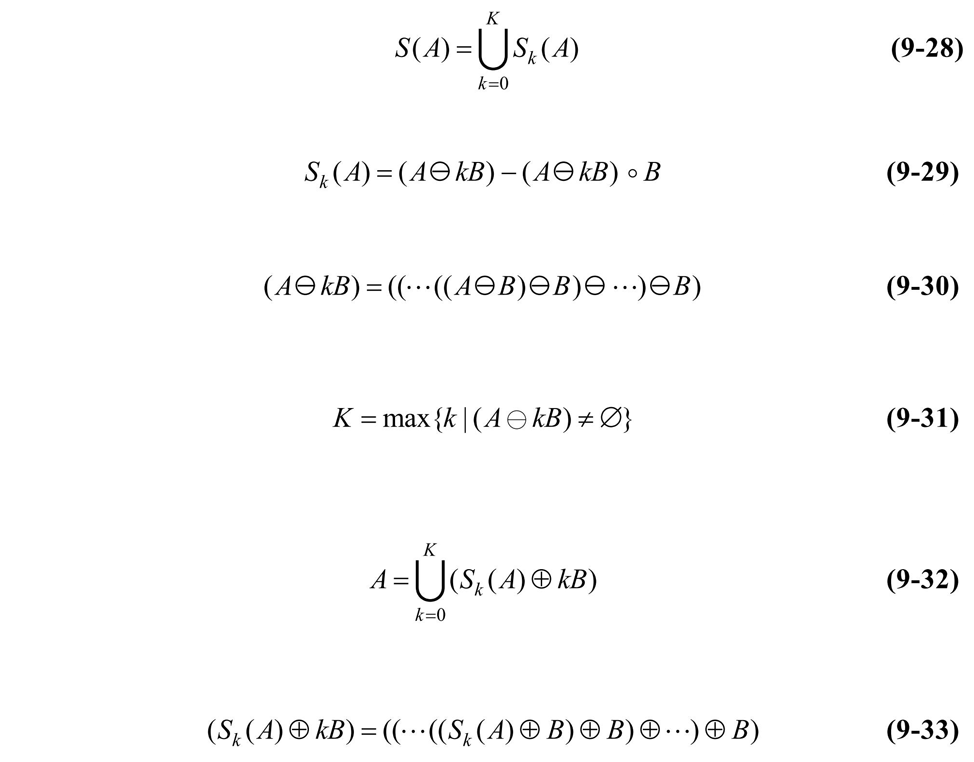 S(A) = ⋃_{k=0}^{K} S_k(A) (9-28)
S_k(A) = (A⊖kB) − (A⊖kB) ∘ B (9-29)
(A⊖kB) = ((⋯((A⊖B)⊖B)⊖ ⋯)⊖B) (9-30)
K = max{k | (A ⊖ kB) ≠ ∅} (9-31)
A = ⋃_{k=0}^{K} (S_k(A) ⊕ kB) (9-32)
(S_k(A) ⊕ kB) = ((⋯((S_k(A) ⊕ B) ⊕ B) ⊕ ⋯) ⊕ B) (9-33)